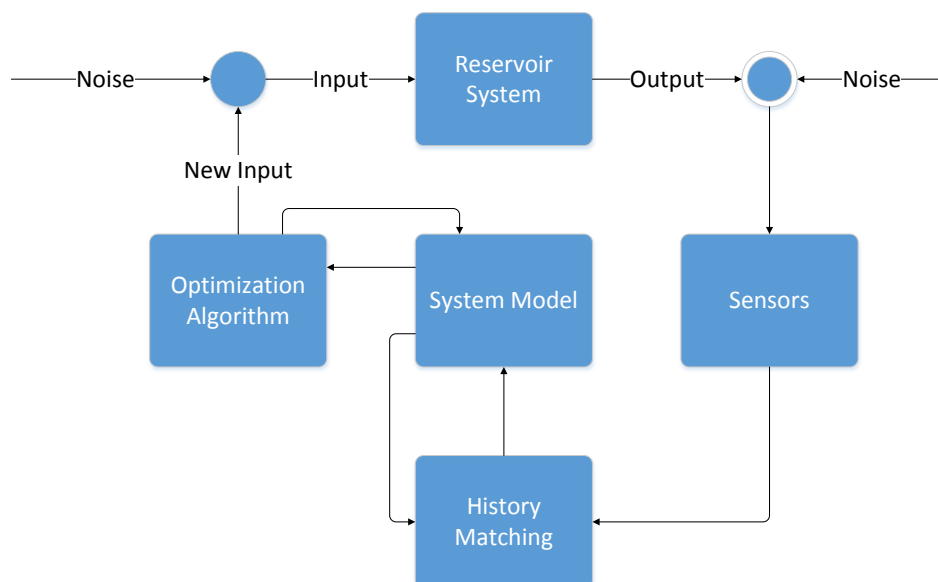 Noise
Input
Reservoir
System
Output
Noise
New Input
Optimization
Algorithm
System Model
Sensors
History
Matching